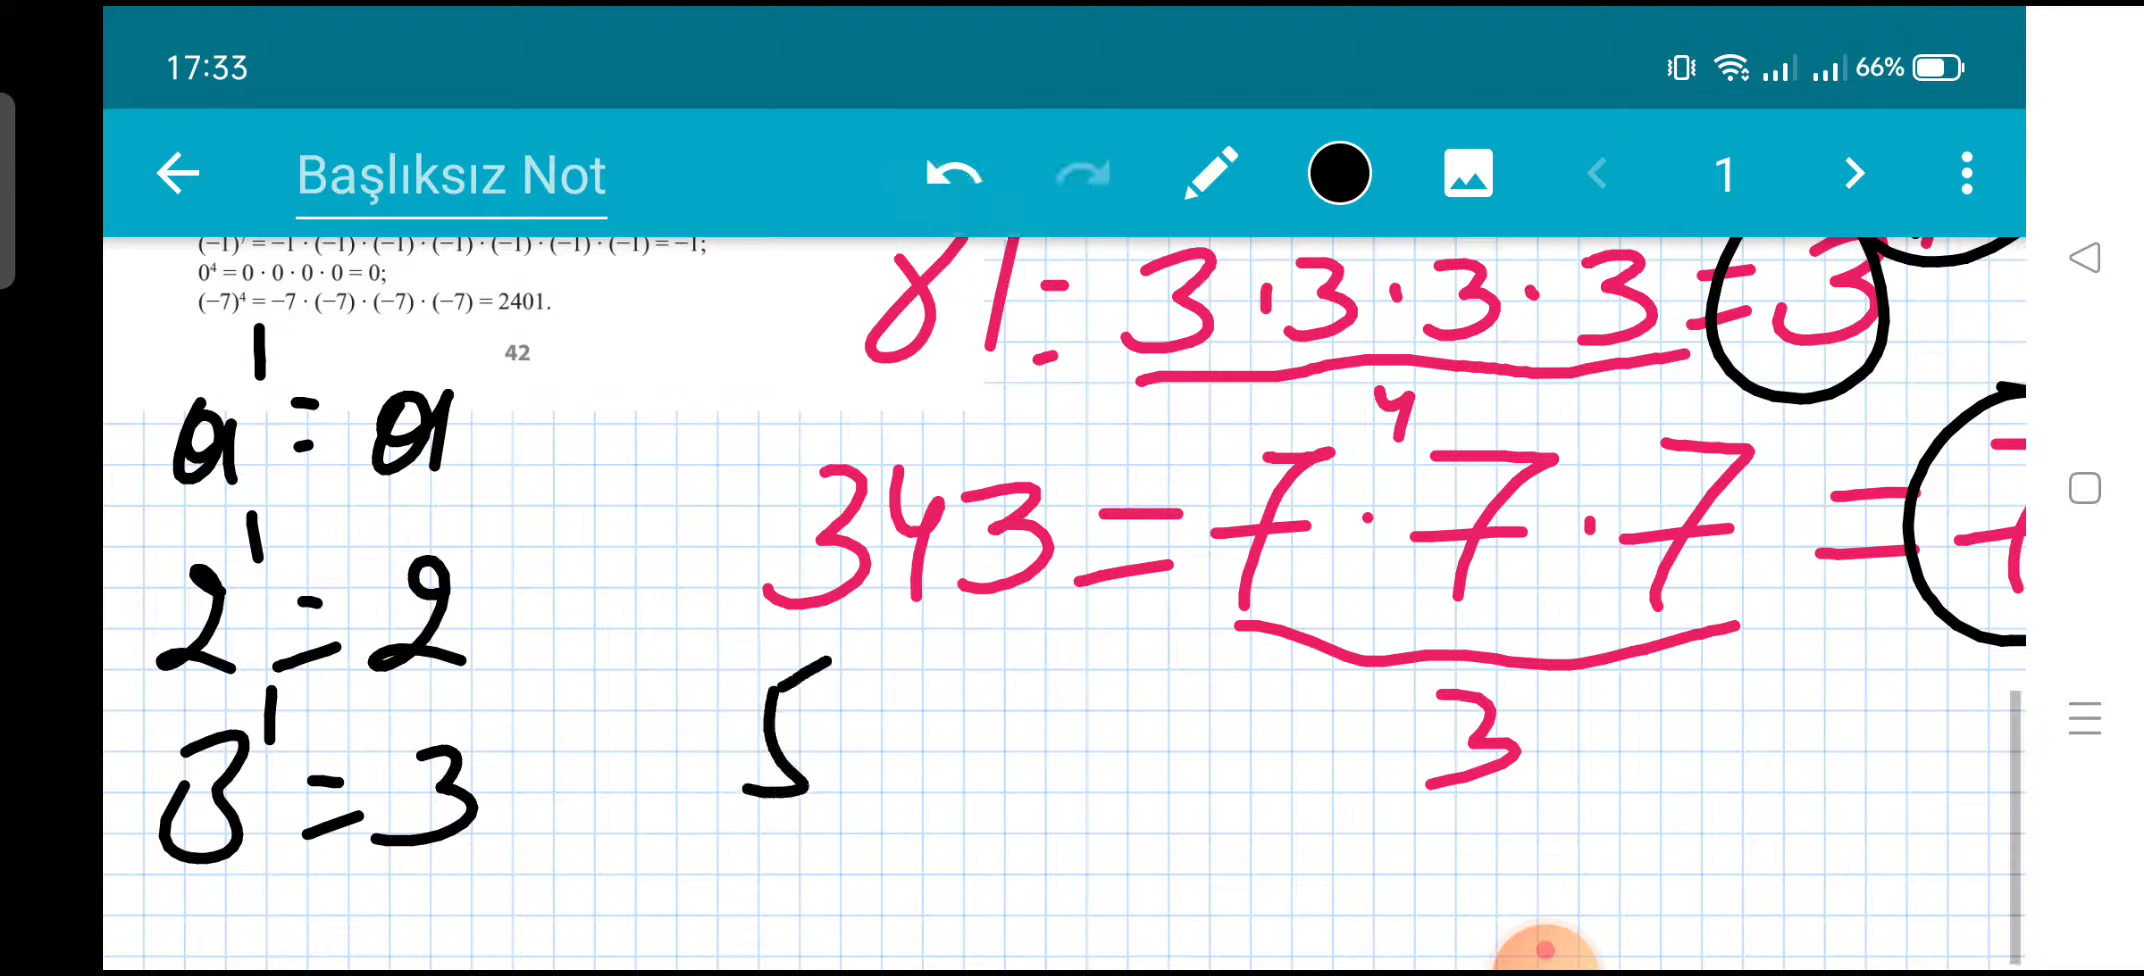 17:33
66%
Başlıksız Not
1
(−1)⁷ = −1 · (−1) · (−1) · (−1) · (−1) · (−1) · (−1) = −1;
0⁴ = 0 · 0 · 0 · 0 = 0;
(−7)⁴ = −7 · (−7) · (−7) · (−7) = 2401.
42
81 = 3 · 3 · 3 · 3 = 3
4
a¹ = a
343 = 7 · 7 · 7 =
3
2¹ = 2
5
3¹ = 3